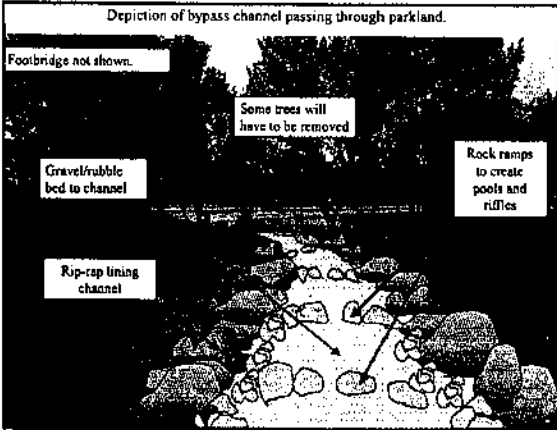 Depiction of bypass channel passing through parkland.
Footbridge not shown.
Some trees will
have to be removed
Gravel/rubble
bed to channel
Rock ramps
to create
pools and
riffles
Rip-rap lining
channel